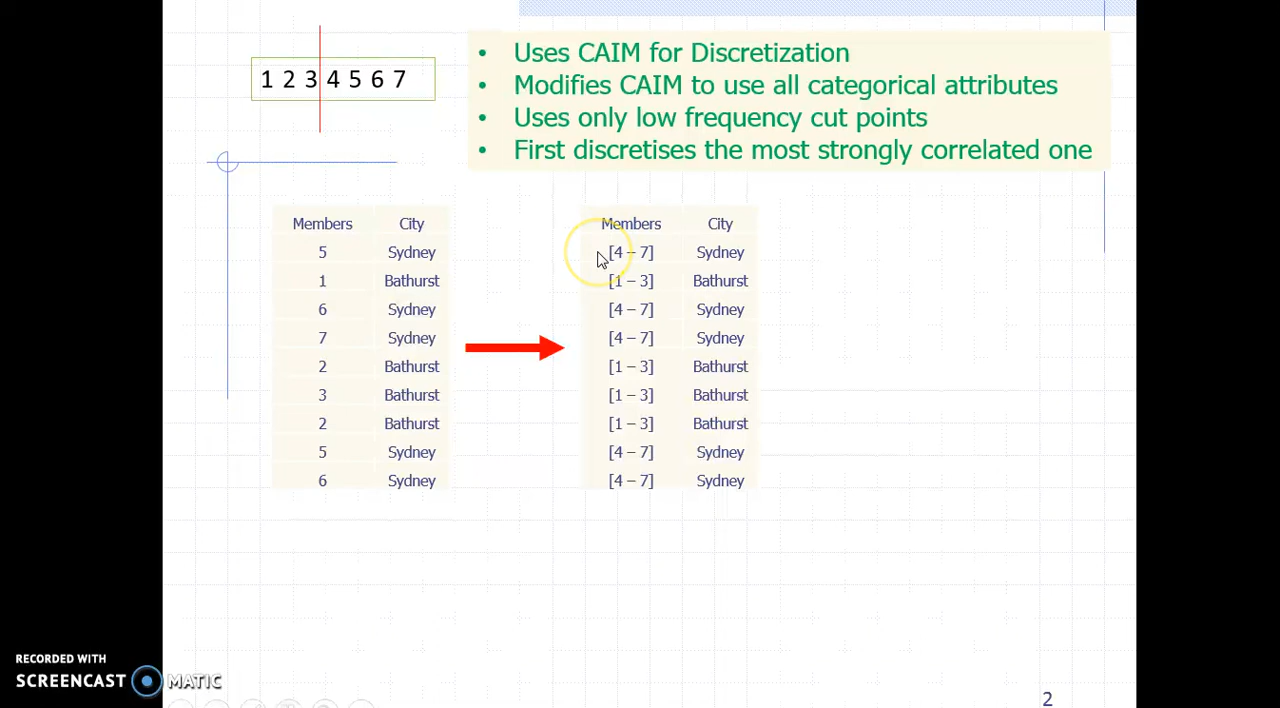 1 2 3 4 5 6 7
• Uses CAIM for Discretization
• Modifies CAIM to use all categorical attributes
• Uses only low frequency cut points
• First discretises the most strongly correlated one
Members City
5 Sydney
1 Bathurst
6 Sydney
7 Sydney
2 Bathurst
3 Bathurst
2 Bathurst
5 Sydney
6 Sydney
Members City
[4 – 7] Sydney
[1 – 3] Bathurst
[4 – 7] Sydney
[4 – 7] Sydney
[1 – 3] Bathurst
[1 – 3] Bathurst
[1 – 3] Bathurst
[4 – 7] Sydney
[4 – 7] Sydney
RECORDED WITH
SCREENCAST MATIC
2